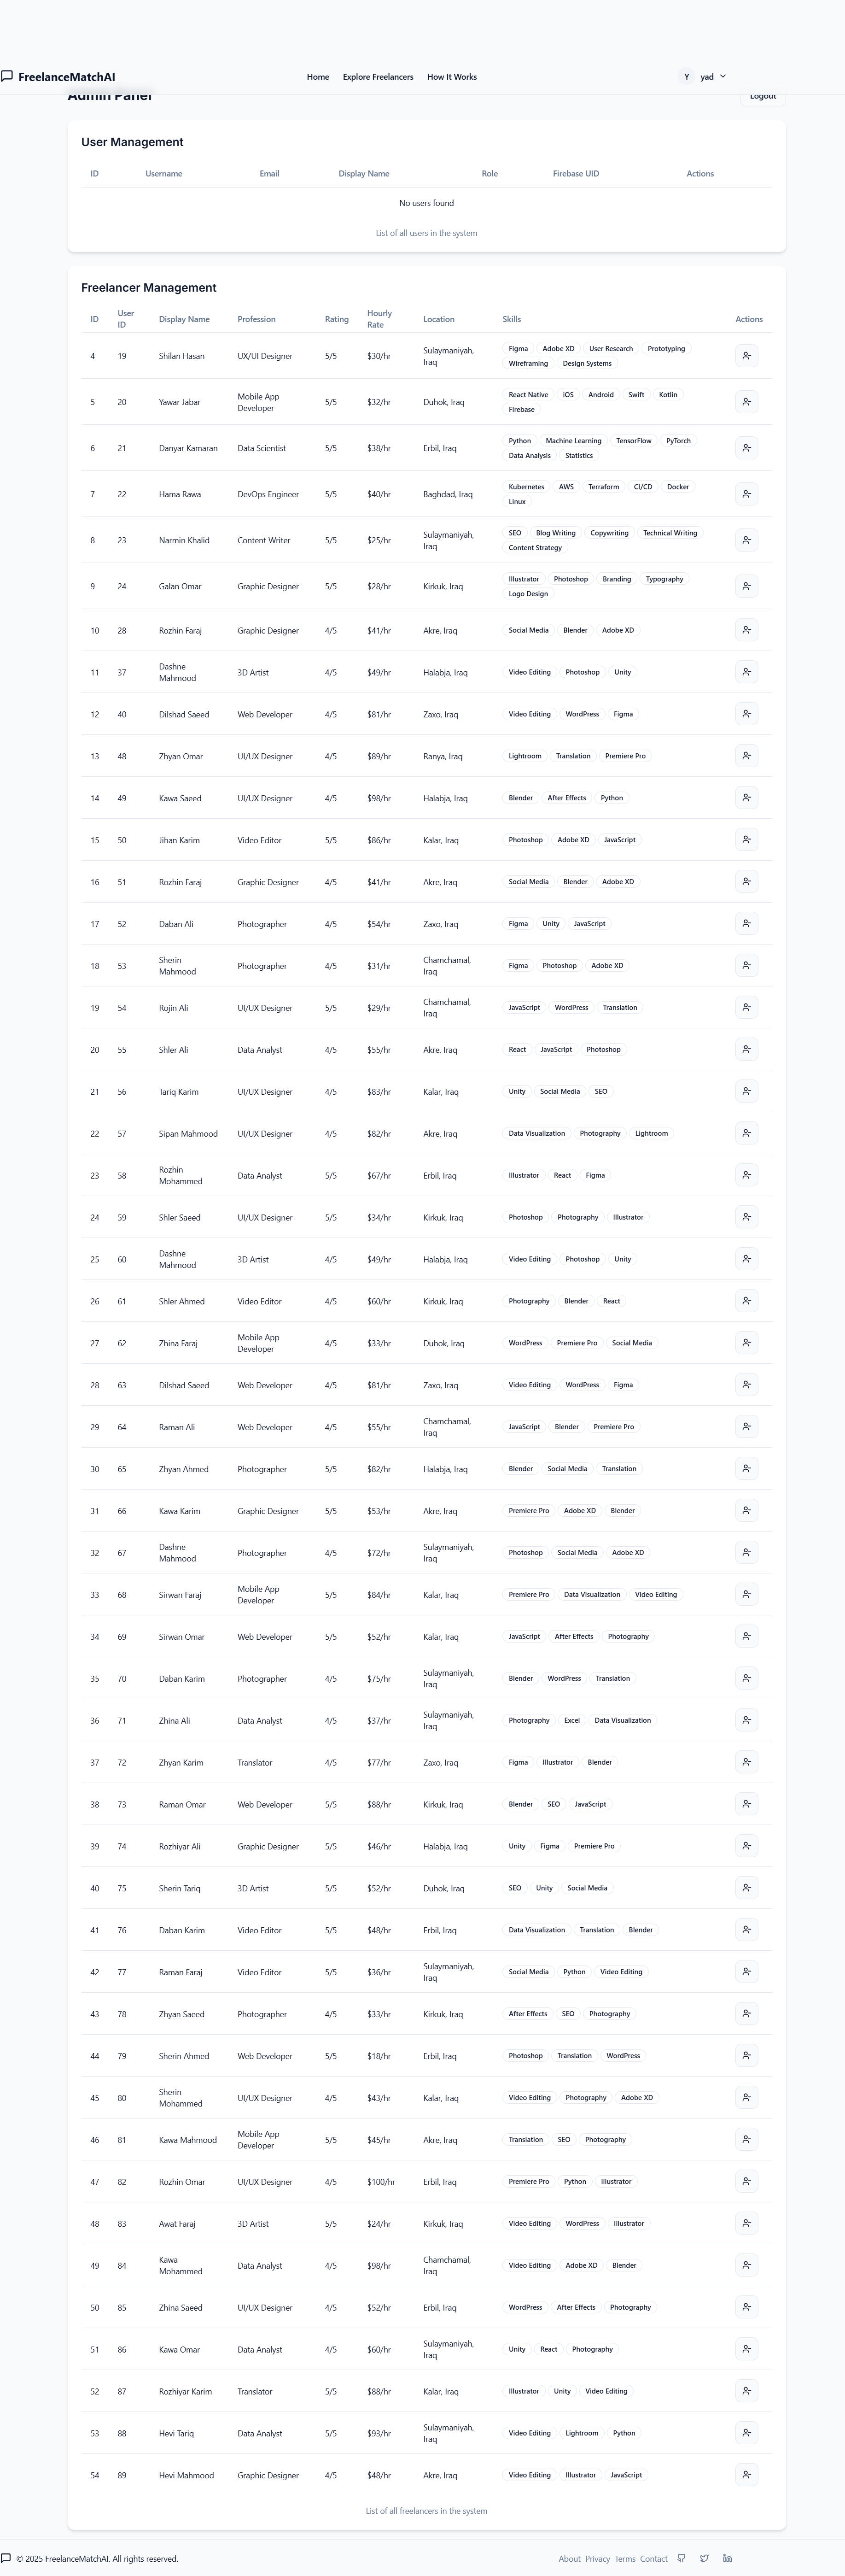 FreelanceMatchAI Home Explore Freelancers How It Works Y yad
Admin Panel Logout
User Management
ID Username Email Display Name Role Firebase UID Actions
No users found
List of all users in the system
Freelancer Management
ID User ID Display Name Profession Rating Hourly Rate Location Skills Actions
4 19 Shilan Hasan UX/UI Designer 5/5 $30/hr Sulaymaniyah, Iraq Figma Adobe XD User Research Prototyping Wireframing Design Systems
5 20 Yawar Jabar Mobile App Developer 5/5 $32/hr Duhok, Iraq React Native iOS Android Swift Kotlin Firebase
6 21 Danyar Kamaran Data Scientist 5/5 $38/hr Erbil, Iraq Python Machine Learning TensorFlow PyTorch Data Analysis Statistics
7 22 Hama Rawa DevOps Engineer 5/5 $40/hr Baghdad, Iraq Kubernetes AWS Terraform CI/CD Docker Linux
8 23 Narmin Khalid Content Writer 5/5 $25/hr Sulaymaniyah, Iraq SEO Blog Writing Copywriting Technical Writing Content Strategy
9 24 Galan Omar Graphic Designer 5/5 $28/hr Kirkuk, Iraq Illustrator Photoshop Branding Typography Logo Design
10 28 Rozhin Faraj Graphic Designer 4/5 $41/hr Akre, Iraq Social Media Blender Adobe XD
11 37 Dashne Mahmood 3D Artist 4/5 $49/hr Halabja, Iraq Video Editing Photoshop Unity
12 40 Dilshad Saeed Web Developer 4/5 $81/hr Zaxo, Iraq Video Editing WordPress Figma
13 48 Zhyan Omar UI/UX Designer 4/5 $89/hr Ranya, Iraq Lightroom Translation Premiere Pro
14 49 Kawa Saeed UI/UX Designer 4/5 $98/hr Halabja, Iraq Blender After Effects Python
15 50 Jihan Karim Video Editor 5/5 $86/hr Kalar, Iraq Photoshop Adobe XD JavaScript
16 51 Rozhin Faraj Graphic Designer 4/5 $41/hr Akre, Iraq Social Media Blender Adobe XD
17 52 Daban Ali Photographer 4/5 $54/hr Zaxo, Iraq Figma Unity JavaScript
18 53 Sherin Mahmood Photographer 4/5 $31/hr Chamchamal, Iraq Figma Photoshop Adobe XD
19 54 Rojin Ali UI/UX Designer 5/5 $29/hr Chamchamal, Iraq JavaScript WordPress Translation
20 55 Shler Ali Data Analyst 4/5 $55/hr Akre, Iraq React JavaScript Photoshop
21 56 Tariq Karim UI/UX Designer 4/5 $83/hr Kalar, Iraq Unity Social Media SEO
22 57 Sipan Mahmood UI/UX Designer 4/5 $82/hr Akre, Iraq Data Visualization Photography Lightroom
23 58 Rozhin Mohammed Data Analyst 5/5 $67/hr Erbil, Iraq Illustrator React Figma
24 59 Shler Saeed UI/UX Designer 5/5 $34/hr Kirkuk, Iraq Photoshop Photography Illustrator
25 60 Dashne Mahmood 3D Artist 4/5 $49/hr Halabja, Iraq Video Editing Photoshop Unity
26 61 Shler Ahmed Video Editor 4/5 $60/hr Kirkuk, Iraq Photography Blender React
27 62 Zhina Faraj Mobile App Developer 4/5 $33/hr Duhok, Iraq WordPress Premiere Pro Social Media
28 63 Dilshad Saeed Web Developer 4/5 $81/hr Zaxo, Iraq Video Editing WordPress Figma
29 64 Raman Ali Web Developer 4/5 $55/hr Chamchamal, Iraq JavaScript Blender Premiere Pro
30 65 Zhyan Ahmed Photographer 5/5 $82/hr Halabja, Iraq Blender Social Media Translation
31 66 Kawa Karim Graphic Designer 5/5 $53/hr Akre, Iraq Premiere Pro Adobe XD Blender
32 67 Dashne Mahmood Photographer 4/5 $72/hr Sulaymaniyah, Iraq Photoshop Social Media Adobe XD
33 68 Sirwan Faraj Mobile App Developer 5/5 $84/hr Kalar, Iraq Premiere Pro Data Visualization Video Editing
34 69 Sirwan Omar Web Developer 5/5 $52/hr Kalar, Iraq JavaScript After Effects Photography
35 70 Daban Karim Photographer 4/5 $75/hr Sulaymaniyah, Iraq Blender WordPress Translation
36 71 Zhina Ali Data Analyst 4/5 $37/hr Sulaymaniyah, Iraq Photography Excel Data Visualization
37 72 Zhyan Karim Translator 4/5 $77/hr Zaxo, Iraq Figma Illustrator Blender
38 73 Raman Omar Web Developer 5/5 $88/hr Kirkuk, Iraq Blender SEO JavaScript
39 74 Rozhiyar Ali Graphic Designer 5/5 $46/hr Halabja, Iraq Unity Figma Premiere Pro
40 75 Sherin Tariq 3D Artist 5/5 $52/hr Duhok, Iraq SEO Unity Social Media
41 76 Daban Karim Video Editor 5/5 $48/hr Erbil, Iraq Data Visualization Translation Blender
42 77 Raman Faraj Video Editor 5/5 $36/hr Sulaymaniyah, Iraq Social Media Python Video Editing
43 78 Zhyan Saeed Photographer 4/5 $33/hr Kirkuk, Iraq After Effects SEO Photography
44 79 Sherin Ahmed Web Developer 5/5 $18/hr Erbil, Iraq Photoshop Translation WordPress
45 80 Sherin Mohammed UI/UX Designer 4/5 $43/hr Kalar, Iraq Video Editing Photography Adobe XD
46 81 Kawa Mahmood Mobile App Developer 5/5 $45/hr Akre, Iraq Translation SEO Photography
47 82 Rozhin Omar UI/UX Designer 4/5 $100/hr Erbil, Iraq Premiere Pro Python Illustrator
48 83 Awat Faraj 3D Artist 5/5 $24/hr Kirkuk, Iraq Video Editing WordPress Illustrator
49 84 Kawa Mohammed Data Analyst 4/5 $98/hr Chamchamal, Iraq Video Editing Adobe XD Blender
50 85 Zhina Saeed UI/UX Designer 4/5 $52/hr Erbil, Iraq WordPress After Effects Photography
51 86 Kawa Omar Data Analyst 4/5 $60/hr Sulaymaniyah, Iraq Unity React Photography
52 87 Rozhiyar Karim Translator 5/5 $88/hr Kalar, Iraq Illustrator Unity Video Editing
53 88 Hevi Tariq Data Analyst 5/5 $93/hr Sulaymaniyah, Iraq Video Editing Lightroom Python
54 89 Hevi Mahmood Graphic Designer 4/5 $48/hr Akre, Iraq Video Editing Illustrator JavaScript
List of all freelancers in the system
© 2025 FreelanceMatchAI. All rights reserved. About Privacy Terms Contact